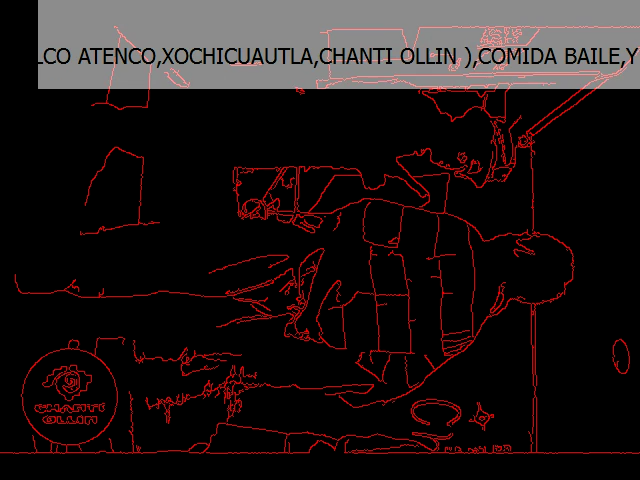 LCO ATENCO,XOCHICUAUTLA,CHANTI OLLIN ),COMIDA BAILE,Y
CHANTI
OLLIN